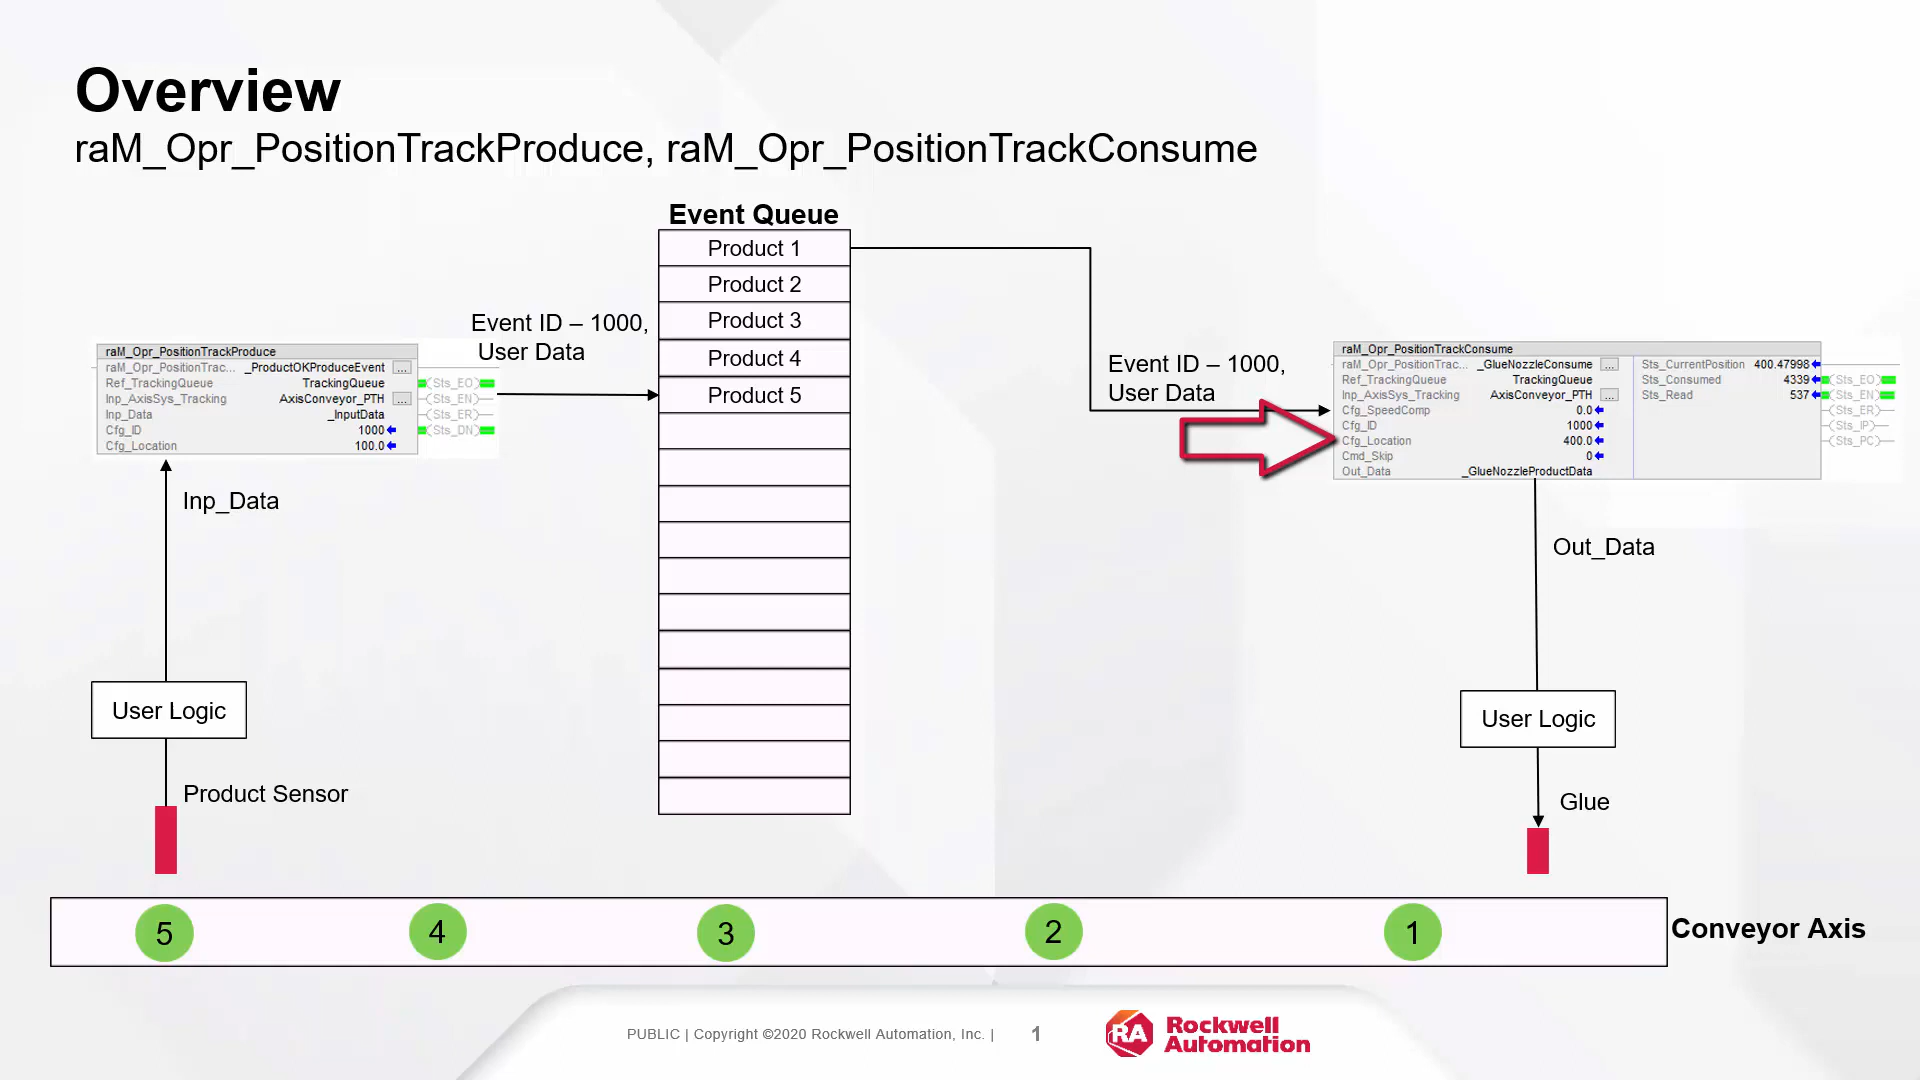 Overview
raM_Opr_PositionTrackProduce, raM_Opr_PositionTrackConsume
Event Queue
Product 1
Product 2
Product 3
Product 4
Product 5
Event ID – 1000,
User Data
raM_Opr_PositionTrackProduce
raM_Opr_PositionTrac... _ProductOKProduceEvent ...
Ref_TrackingQueue TrackingQueue (Sts_EO)
Inp_AxisSys_Tracking AxisConveyor_PTH ... (Sts_EN)
Inp_Data _InputData (Sts_ER)
Cfg_ID 1000 (Sts_DN)
Cfg_Location 100.0
Inp_Data
User Logic
Product Sensor
Event ID – 1000,
User Data
raM_Opr_PositionTrackConsume
raM_Opr_PositionTrac... _GlueNozzleConsume ... Sts_CurrentPosition 400.47998
Ref_TrackingQueue TrackingQueue Sts_Consumed 4339 (Sts_EO)
Inp_AxisSys_Tracking AxisConveyor_PTH ... Sts_Read 537 (Sts_EN)
Cfg_SpeedComp 0.0 (Sts_ER)
Cfg_ID 1000 (Sts_IP)
Cfg_Location 400.0 (Sts_PC)
Cmd_Skip 0
Out_Data _GlueNozzleProductData
Out_Data
User Logic
Glue
5 4 3 2 1
Conveyor Axis
PUBLIC | Copyright ©2020 Rockwell Automation, Inc. | 1
RA Rockwell
Automation